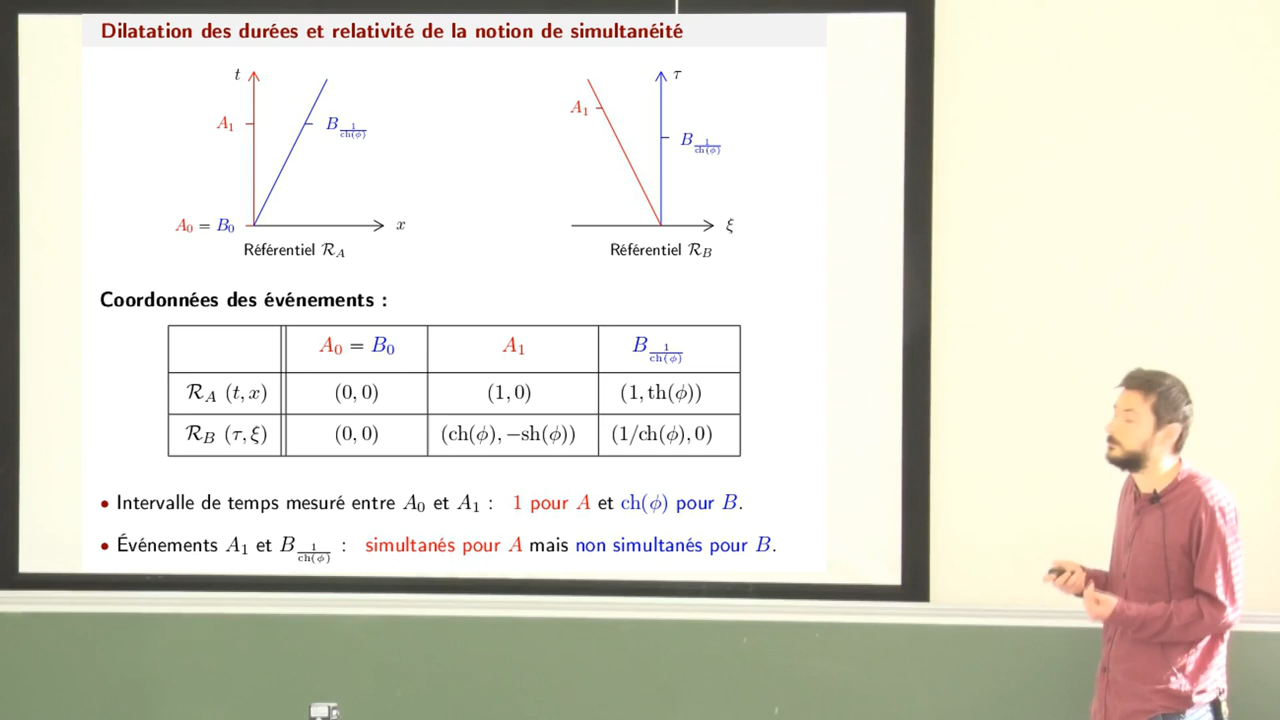 Dilatation des durées et relativité de la notion de simultanéité
t τ
A₁ B_{1/ch(ϕ)} A₁ B_{1/ch(ϕ)}
A₀ = B₀ x ξ
Référentiel ℛ_A Référentiel ℛ_B
Coordonnées des événements :
A₀ = B₀ A₁ B_{1/ch(ϕ)}
ℛ_A (t, x) (0, 0) (1, 0) (1, th(ϕ))
ℛ_B (τ, ξ) (0, 0) (ch(ϕ), −sh(ϕ)) (1/ch(ϕ), 0)
• Intervalle de temps mesuré entre A₀ et A₁ : 1 pour A et ch(ϕ) pour B.
• Événements A₁ et B_{1/ch(ϕ)} : simultanés pour A mais non simultanés pour B.